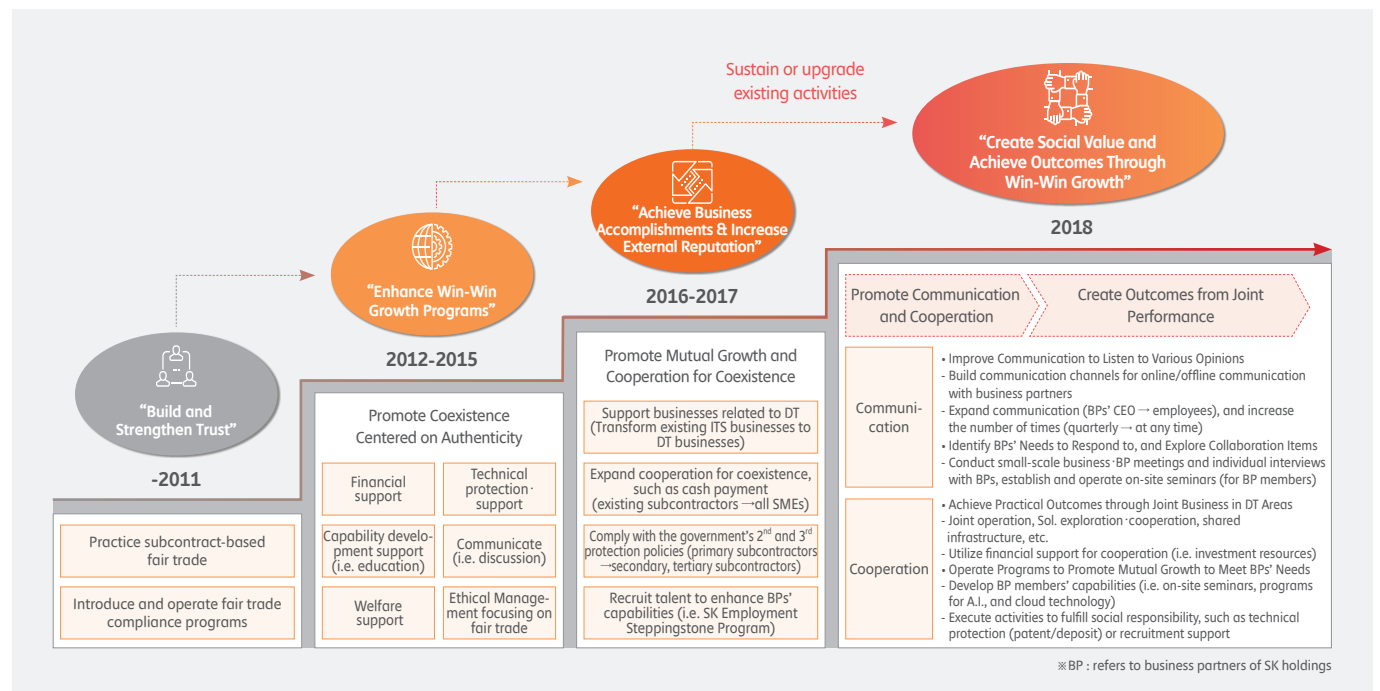 Sustain or upgrade
existing activities
“Create Social Value and
Achieve Outcomes Through
Win-Win Growth”
2018
“Achieve Business
Accomplishments & Increase
External Reputation”
2016-2017
“Enhance Win-Win
Growth Programs”
2012-2015
“Build and
Strengthen Trust”
-2011
Practice subcontract-based
fair trade
Introduce and operate fair trade
compliance programs
Promote Coexistence
Centered on Authenticity
Financial
support
Technical
protection·
support
Capability develo-
pment support
(i.e. education)
Communicate
(i.e. discussion)
Welfare
support
Ethical Manage-
ment focusing on
fair trade
Promote Mutual Growth and
Cooperation for Coexistence
Support businesses related to DT
(Transform existing ITS businesses to
DT businesses)
Expand cooperation for coexistence,
such as cash payment
(existing subcontractors →all SMEs)
Comply with the government’s 2nd and 3rd
protection policies (primary subcontractors
→secondary, tertiary subcontractors)
Recruit talent to enhance BPs’
capabilities (i.e. SK Employment
Steppingstone Program)
Promote Communication
and Cooperation
Create Outcomes from Joint
Performance
Communi-
cation
• Improve Communication to Listen to Various Opinions
- Build communication channels for online/offline communication
with business partners
- Expand communication (BPs’ CEO → employees), and increase
the number of times (quarterly → at any time)
• Identify BPs’ Needs to Respond to, and Explore Collaboration Items
- Conduct small-scale business·BP meetings and individual interviews
with BPs, establish and operate on-site seminars (for BP members)
Cooperation
• Achieve Practical Outcomes through Joint Business in DT Areas
- Joint operation, Sol. exploration·cooperation, shared
infrastructure, etc.
- Utilize financial support for cooperation (i.e. investment resources)
• Operate Programs to Promote Mutual Growth to Meet BPs’ Needs
- Develop BP members’ capabilities (i.e. on-site seminars, programs
for A.I., and cloud technology)
- Execute activities to fulfill social responsibility, such as technical
protection (patent/deposit) or recruitment support
※BP : refers to business partners of SK holdings